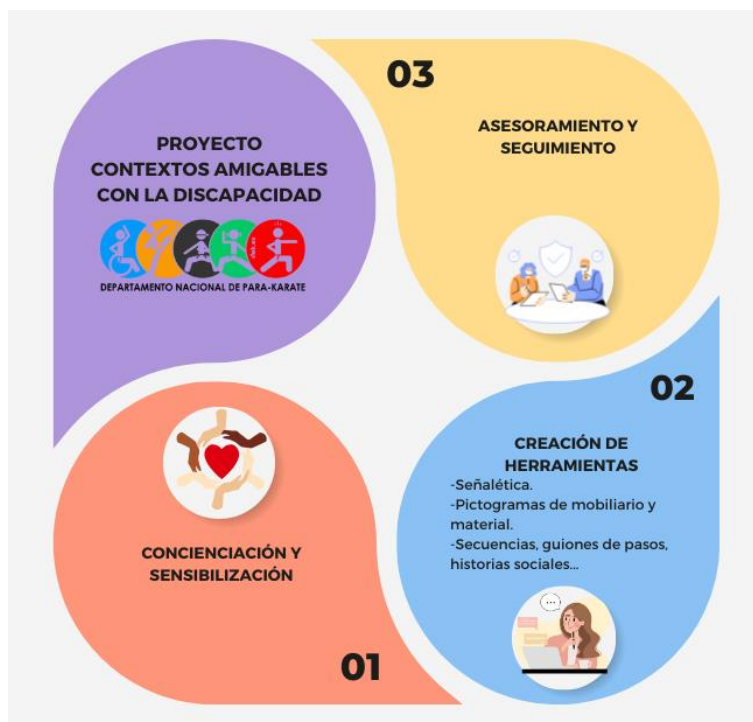 PROYECTO
CONTEXTOS AMIGABLES
CON LA DISCAPACIDAD
DEPARTAMENTO NACIONAL DE PARA-KARATE
03
ASESORAMIENTO Y
SEGUIMIENTO
CONCIENCIACIÓN Y
SENSIBILIZACIÓN
01
02
CREACIÓN DE
HERRAMIENTAS
-Señalética.
-Pictogramas de mobiliario y
material.
-Secuencias, guiones de pasos,
historias sociales...